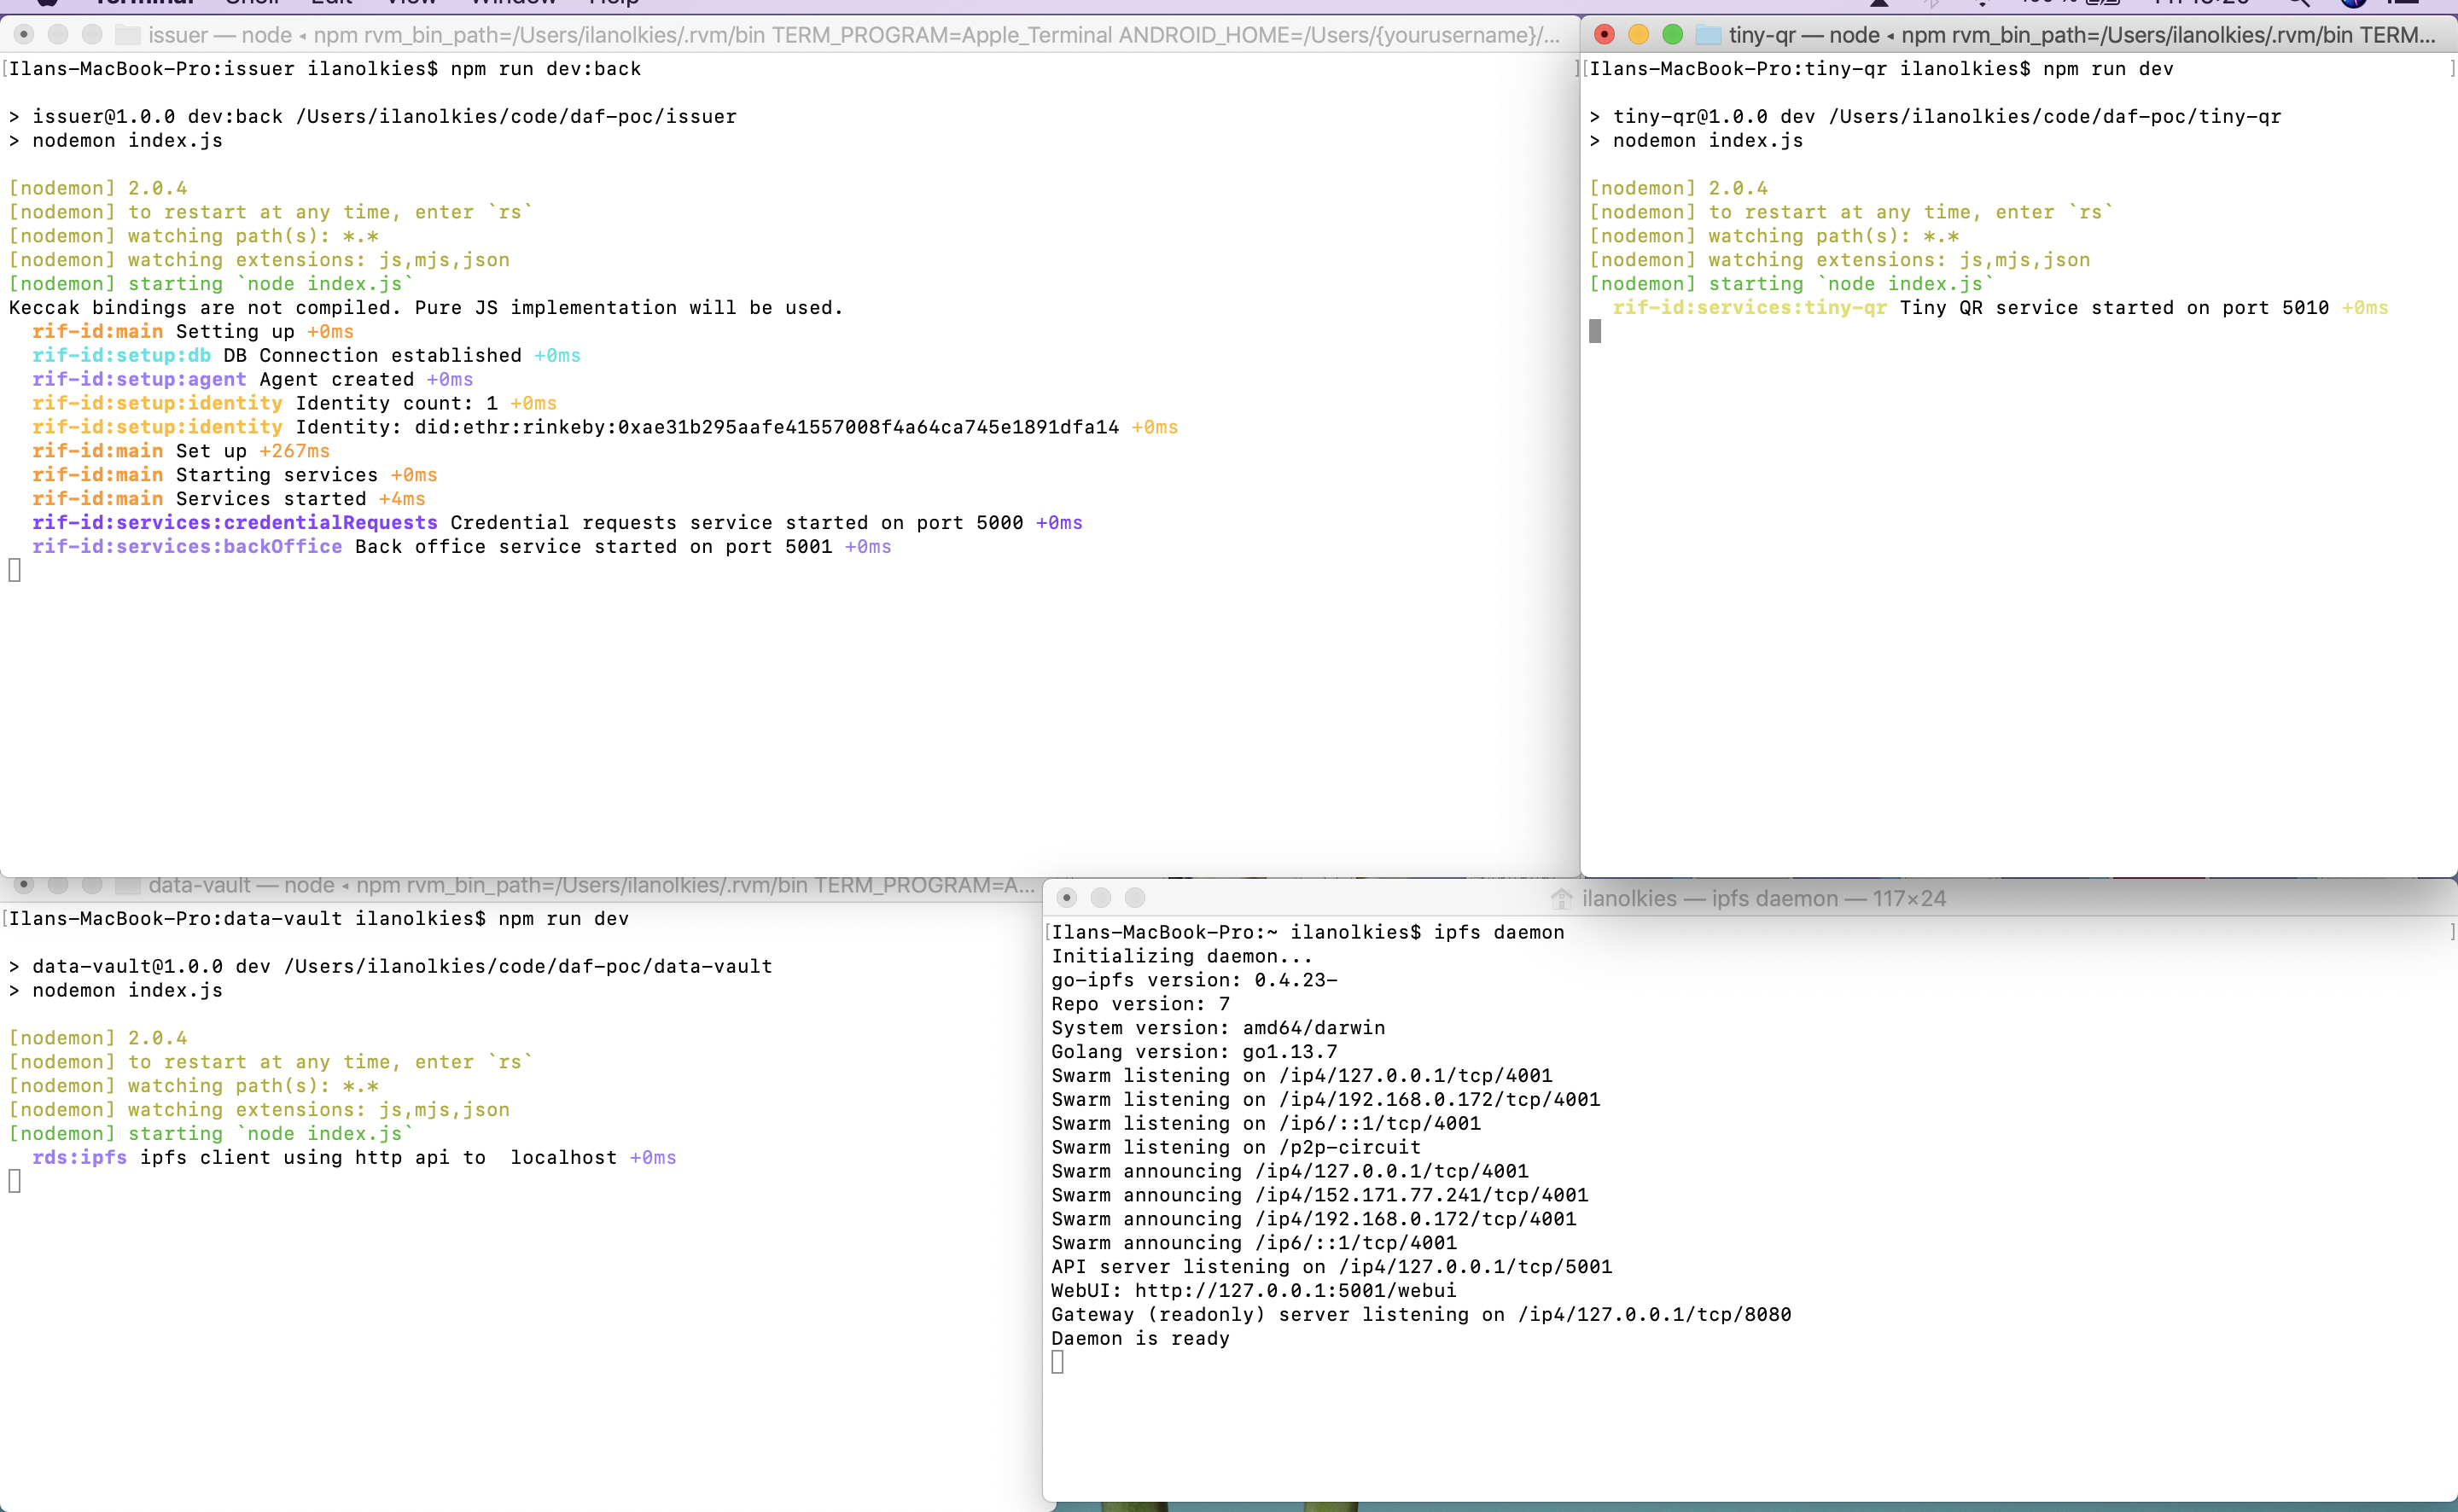 Terminal Shell Edit View Window Help
issuer — node ◂ npm rvm_bin_path=/Users/ilanolkies/.rvm/bin TERM_PROGRAM=Apple_Terminal ANDROID_HOME=/Users/{yourusername}/...
[Ilans-MacBook-Pro:issuer ilanolkies$ npm run dev:back ]
> issuer@1.0.0 dev:back /Users/ilanolkies/code/daf-poc/issuer
> nodemon index.js
[nodemon] 2.0.4
[nodemon] to restart at any time, enter `rs`
[nodemon] watching path(s): *.*
[nodemon] watching extensions: js,mjs,json
[nodemon] starting `node index.js`
Keccak bindings are not compiled. Pure JS implementation will be used.
rif-id:main Setting up +0ms
rif-id:setup:db DB Connection established +0ms
rif-id:setup:agent Agent created +0ms
rif-id:setup:identity Identity count: 1 +0ms
rif-id:setup:identity Identity: did:ethr:rinkeby:0xae31b295aafe41557008f4a64ca745e1891dfa14 +0ms
rif-id:main Set up +267ms
rif-id:main Starting services +0ms
rif-id:main Services started +4ms
rif-id:services:credentialRequests Credential requests service started on port 5000 +0ms
rif-id:services:backOffice Back office service started on port 5001 +0ms
tiny-qr — node ◂ npm rvm_bin_path=/Users/ilanolkies/.rvm/bin TERM...
[Ilans-MacBook-Pro:tiny-qr ilanolkies$ npm run dev ]
> tiny-qr@1.0.0 dev /Users/ilanolkies/code/daf-poc/tiny-qr
> nodemon index.js
[nodemon] 2.0.4
[nodemon] to restart at any time, enter `rs`
[nodemon] watching path(s): *.*
[nodemon] watching extensions: js,mjs,json
[nodemon] starting `node index.js`
rif-id:services:tiny-qr Tiny QR service started on port 5010 +0ms
data-vault — node ◂ npm rvm_bin_path=/Users/ilanolkies/.rvm/bin TERM_PROGRAM=A...
[Ilans-MacBook-Pro:data-vault ilanolkies$ npm run dev
> data-vault@1.0.0 dev /Users/ilanolkies/code/daf-poc/data-vault
> nodemon index.js
[nodemon] 2.0.4
[nodemon] to restart at any time, enter `rs`
[nodemon] watching path(s): *.*
[nodemon] watching extensions: js,mjs,json
[nodemon] starting `node index.js`
rds:ipfs ipfs client using http api to  localhost +0ms
ilanolkies — ipfs daemon — 117×24
[Ilans-MacBook-Pro:~ ilanolkies$ ipfs daemon ]
Initializing daemon...
go-ipfs version: 0.4.23-
Repo version: 7
System version: amd64/darwin
Golang version: go1.13.7
Swarm listening on /ip4/127.0.0.1/tcp/4001
Swarm listening on /ip4/192.168.0.172/tcp/4001
Swarm listening on /ip6/::1/tcp/4001
Swarm listening on /p2p-circuit
Swarm announcing /ip4/127.0.0.1/tcp/4001
Swarm announcing /ip4/152.171.77.241/tcp/4001
Swarm announcing /ip4/192.168.0.172/tcp/4001
Swarm announcing /ip6/::1/tcp/4001
API server listening on /ip4/127.0.0.1/tcp/5001
WebUI: http://127.0.0.1:5001/webui
Gateway (readonly) server listening on /ip4/127.0.0.1/tcp/8080
Daemon is ready